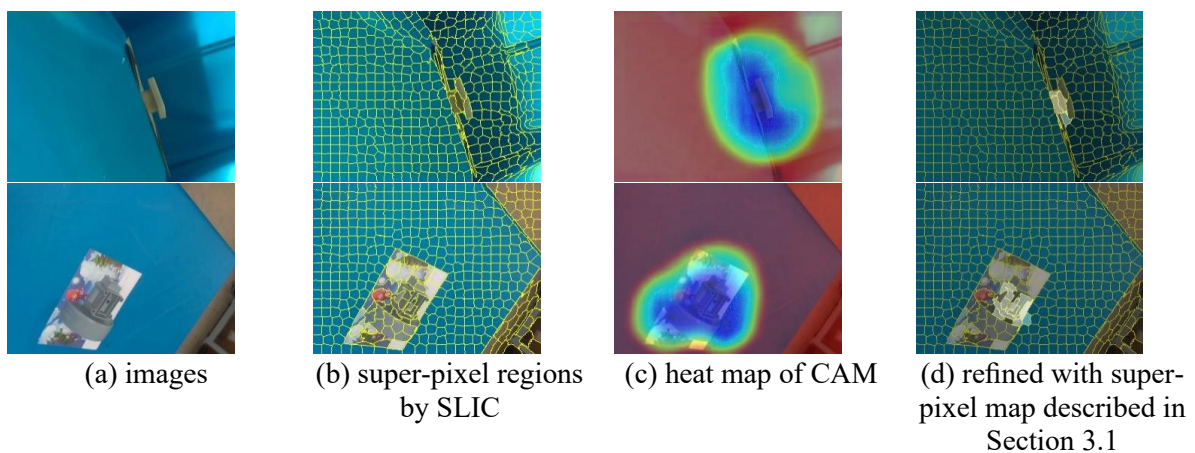 (a) images
(b) super-pixel regions
by SLIC
(c) heat map of CAM
(d) refined with super-
pixel map described in
Section 3.1